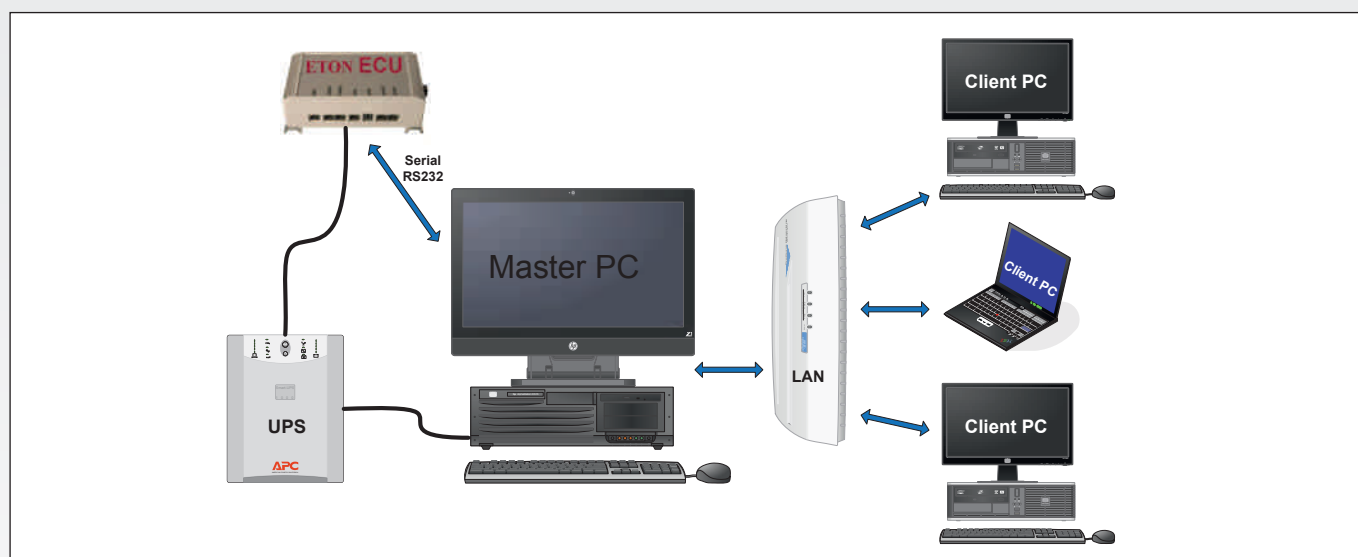 ETON ECU
Client PC
Serial
RS232
Master PC
Client PC
LAN
UPS
Client PC
APC